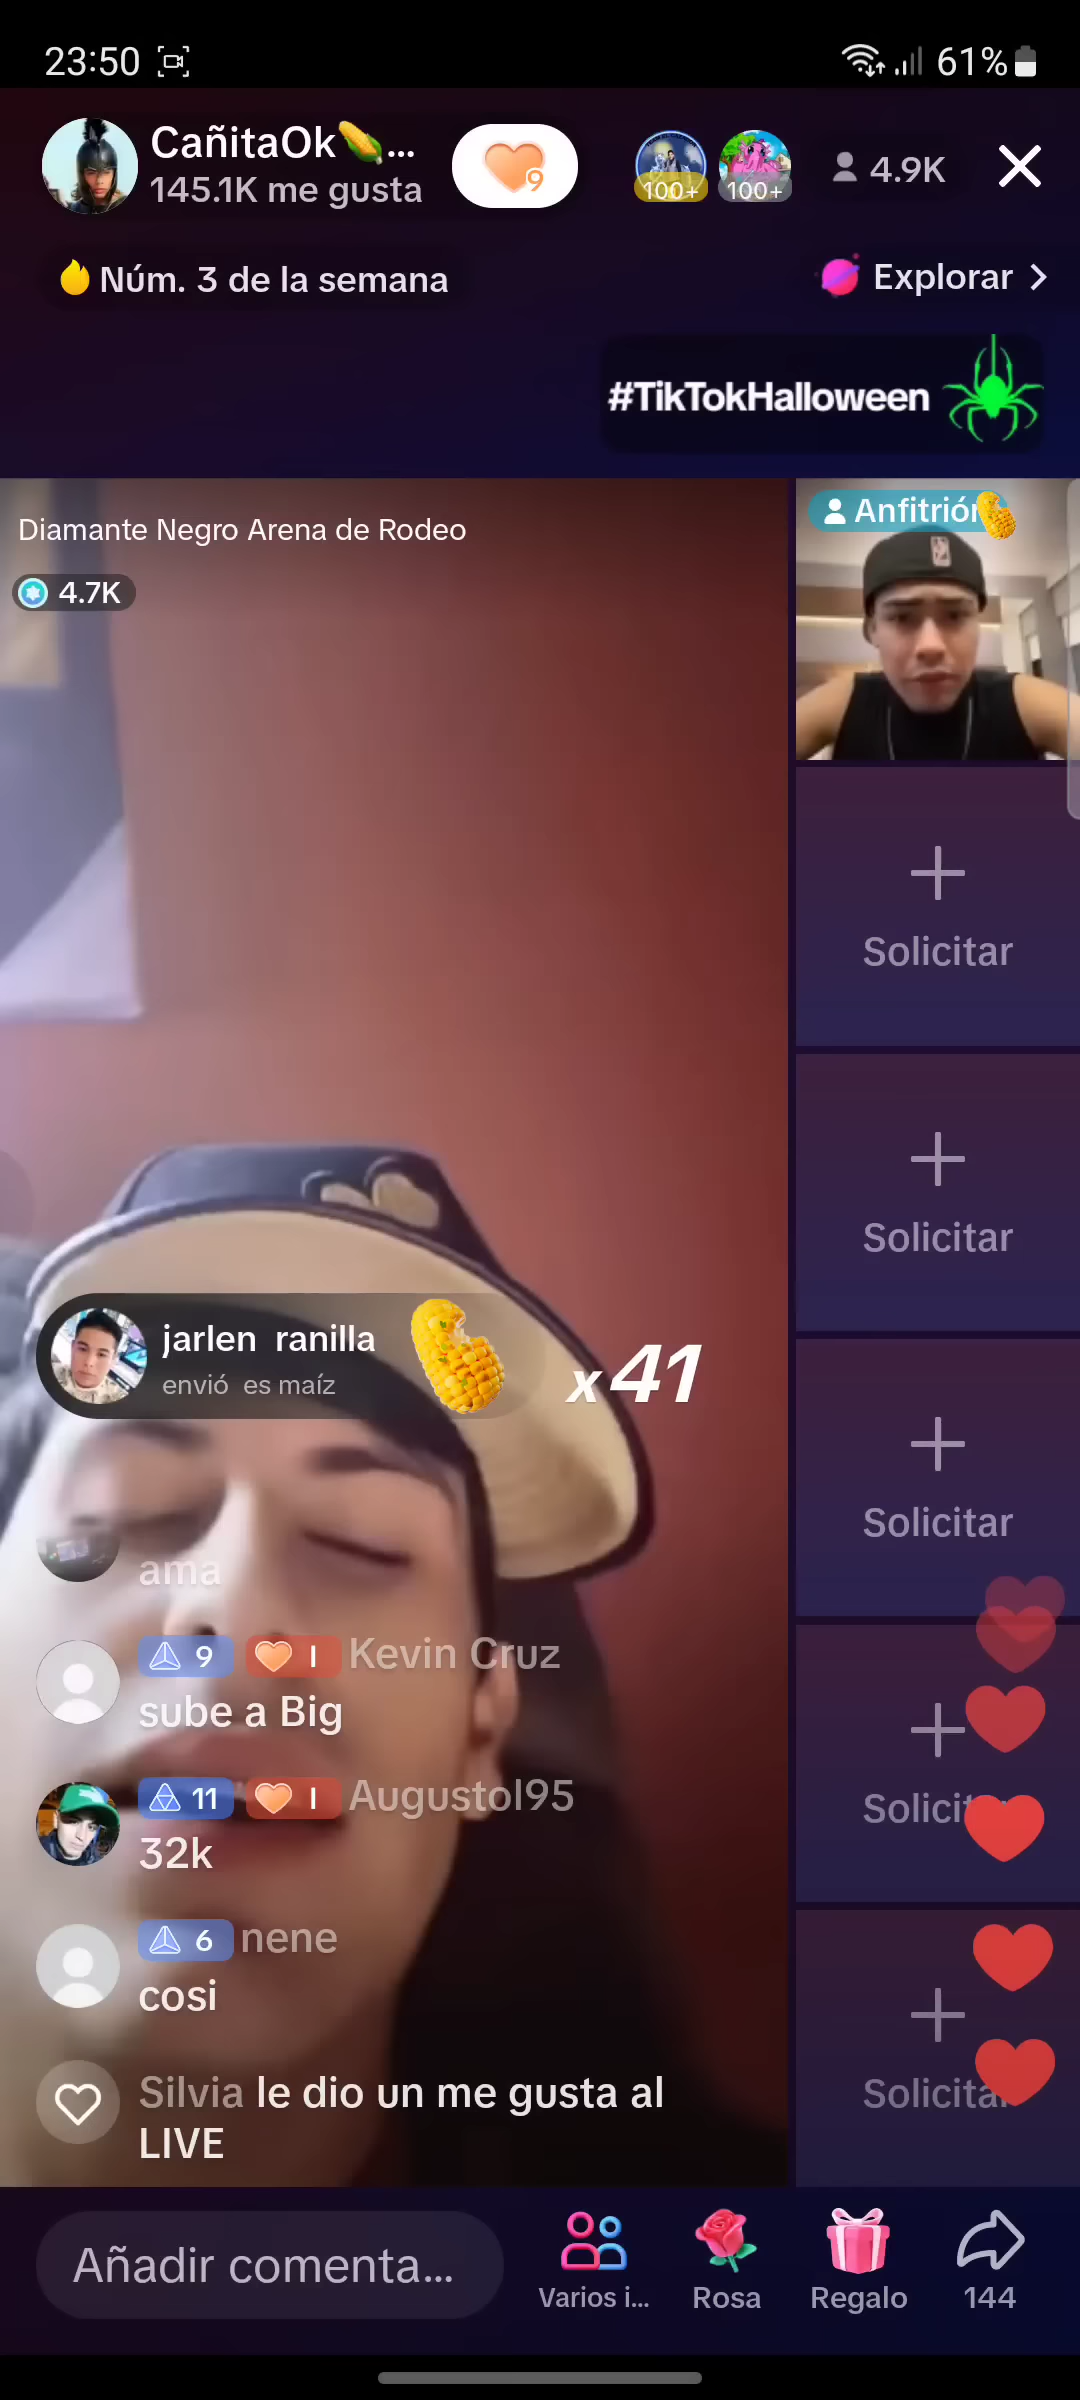 23:50
61%
CañitaOk🌽...
145.1K me gusta
9
100+
100+
4.9K
Núm. 3 de la semana
Explorar
#TikTokHalloween
Diamante Negro Arena de Rodeo
4.7K
Anfitrión
Solicitar
Solicitar
Solicitar
Solicitar
Solicitar
jarlen ranilla
envió es maíz
x41
ama
9 I Kevin Cruz
sube a Big
11 I Augustol95
32k
6 nene
cosi
Silvia le dio un me gusta al
LIVE
Añadir comenta...
Varios i...
Rosa
Regalo
144